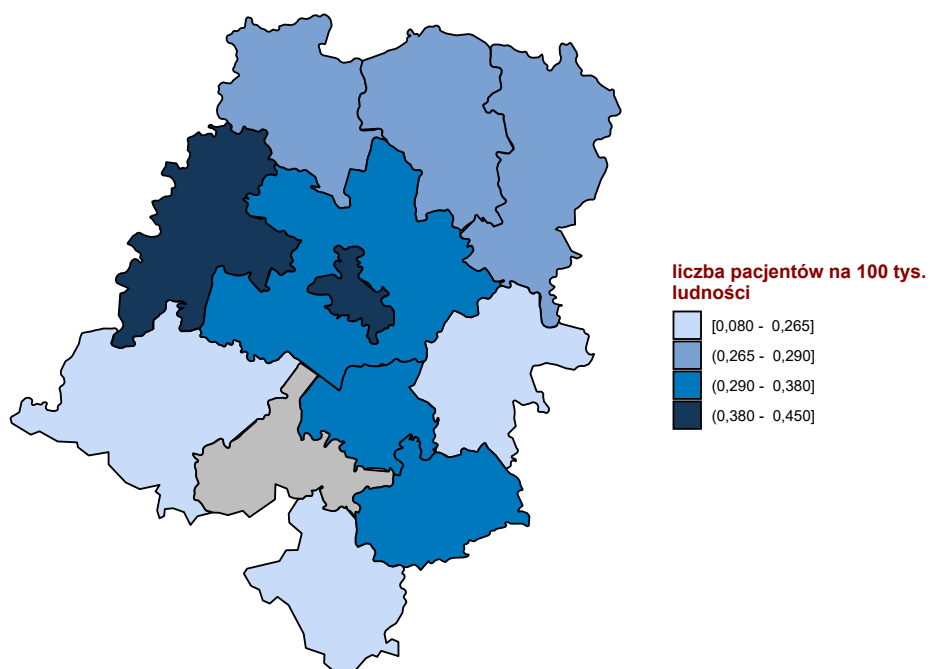 liczba pacjentów na 100 tys.
ludności
[0,080 - 0,265]
(0,265 - 0,290]
(0,290 - 0,380]
(0,380 - 0,450]